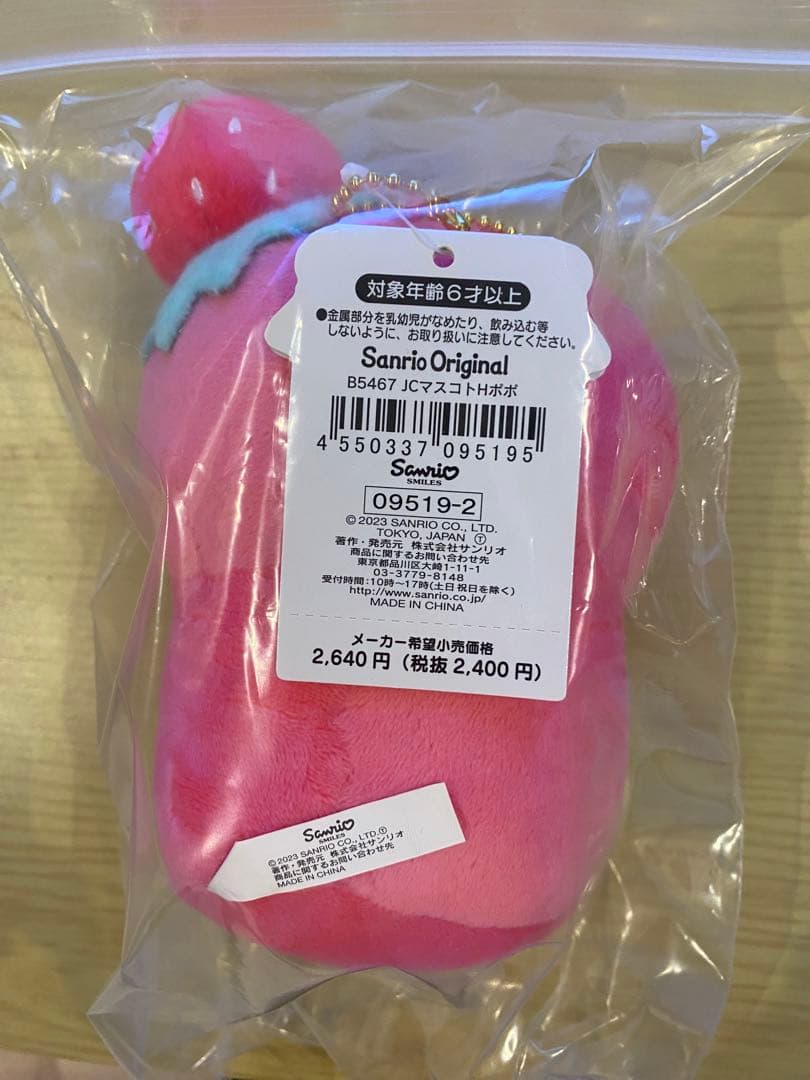 対象年齢6才以上
●金属部分を乳幼児がなめたり、飲み込む等
しないように、お取り扱いに注意してください。
Sanrio Original
B5467 JCマスコトHポポ
4 550337 095195
Sanrio
SMILES
09519-2
©2023 SANRIO CO., LTD.
TOKYO, JAPAN Ⓣ
著作・発売元 株式会社サンリオ
商品に関するお問い合わせ先
東京都品川区大崎1-11-1
03-3779-8148
受付時間:10時〜17時(土日祝日を除く)
http://www.sanrio.co.jp/
MADE IN CHINA
メーカー希望小売価格
2,640円(税抜2,400円)
Sanrio
SMILES
©2023 SANRIO CO., LTD.Ⓣ
著作・発売元 株式会社サンリオ
商品に関するお問い合わせ先
MADE IN CHINA